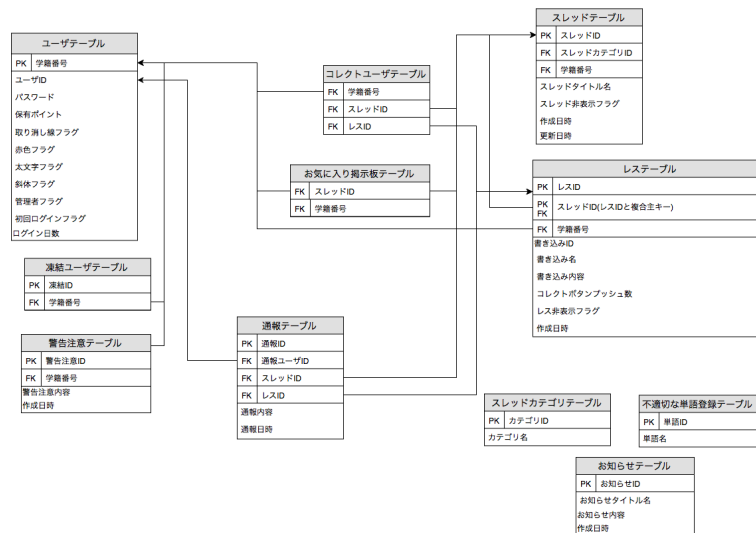 ユーザテーブル
PK 学籍番号
ユーザID
パスワード
保有ポイント
取り消し線フラグ
赤色フラグ
太文字フラグ
斜体フラグ
管理者フラグ
初回ログインフラグ
ログイン日数
凍結ユーザテーブル
PK 凍結ID
FK 学籍番号
警告注意テーブル
PK 警告注意ID
FK 学籍番号
警告注意内容
作成日時
コレクトユーザテーブル
FK 学籍番号
FK スレッドID
FK レスID
お気に入り掲示板テーブル
FK スレッドID
FK 学籍番号
通報テーブル
PK 通報ID
FK 通報ユーザID
FK スレッドID
FK レスID
通報内容
通報日時
スレッドテーブル
PK スレッドID
FK スレッドカテゴリID
FK 学籍番号
スレッドタイトル名
スレッド非表示フラグ
作成日時
更新日時
レステーブル
PK レスID
PK
FK スレッドID(レスIDと複合主キー)
FK 学籍番号
書き込みID
書き込み名
書き込み内容
コレクトボタンプッシュ数
レス非表示フラグ
作成日時
スレッドカテゴリテーブル
PK カテゴリID
カテゴリ名
不適切な単語登録テーブル
PK 単語ID
単語名
お知らせテーブル
PK お知らせID
お知らせタイトル名
お知らせ内容
作成日時